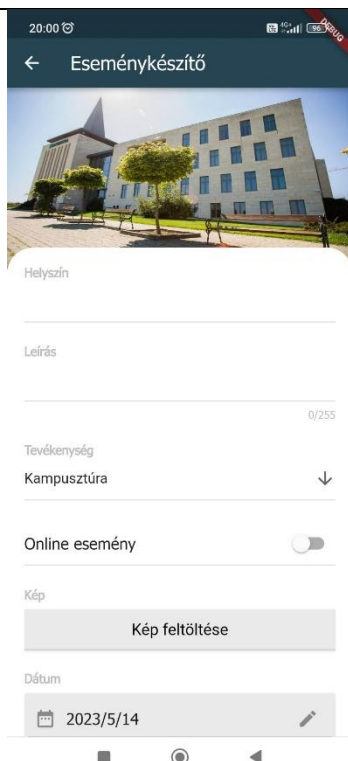 20:00
4G+
96
DEBUG
Eseménykészítő
Helyszín
Leírás
0/255
Tevékenység
Kampusztúra
Online esemény
Kép
Kép feltöltése
Dátum
2023/5/14